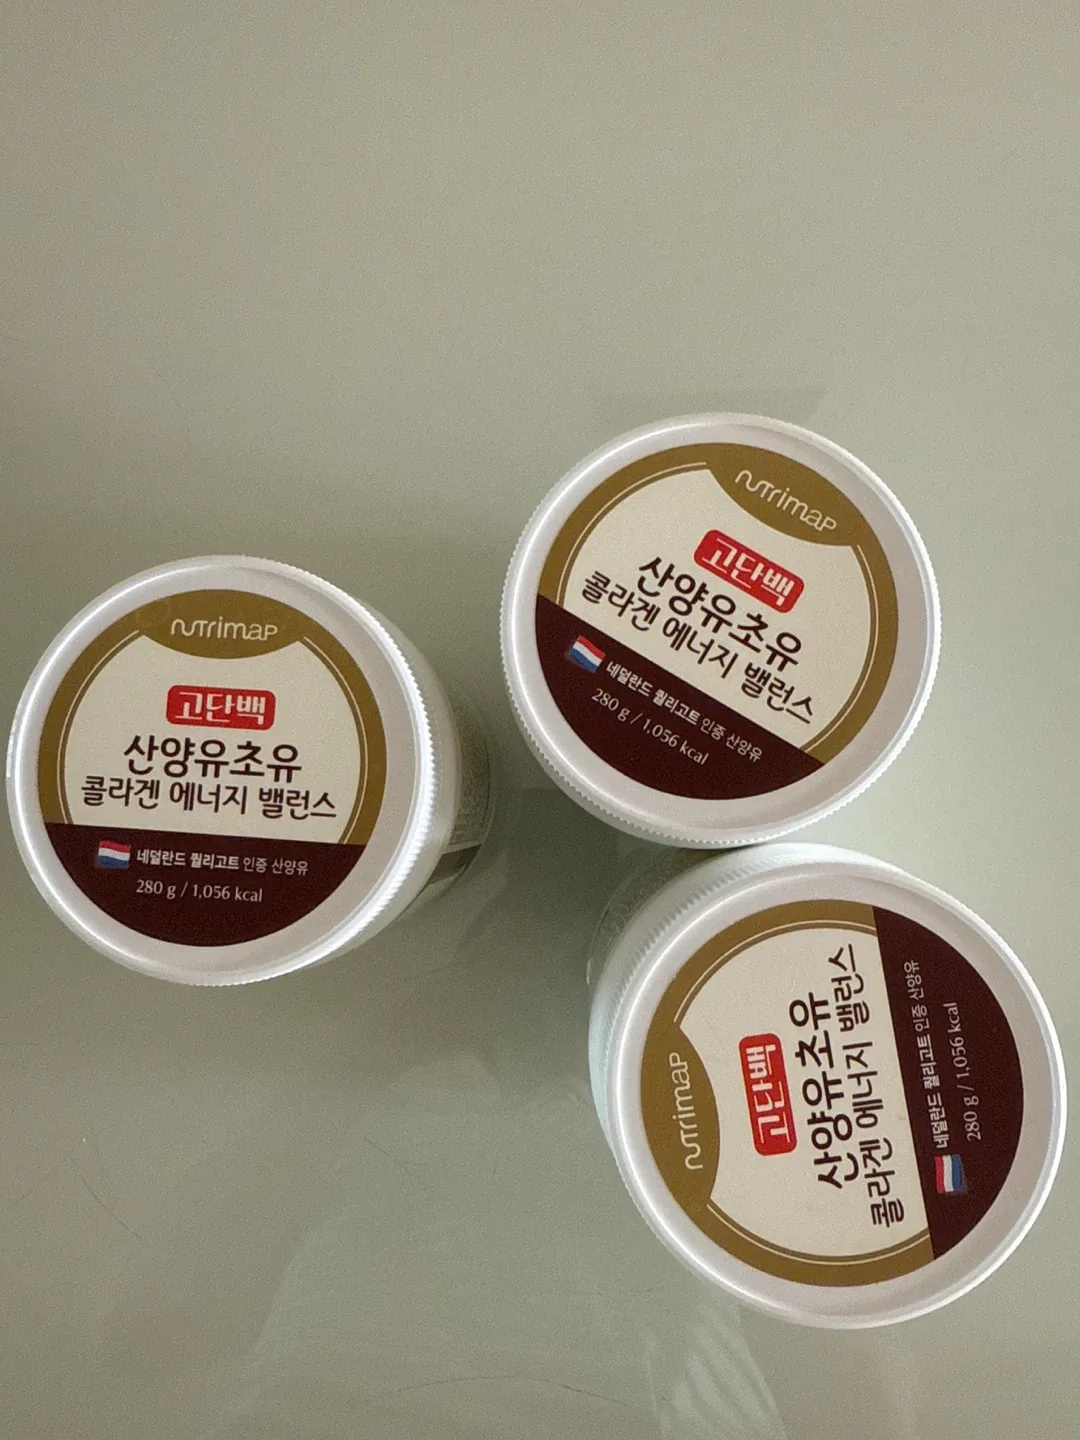 nutrimap
고단백
산양유초유
콜라겐 에너지 밸런스
네덜란드 퀄리고트 인증 산양유
280 g / 1,056 kcal
nutrimap
고단백
산양유초유
콜라겐 에너지 밸런스
네덜란드 퀄리고트 인증 산양유
280 g / 1,056 kcal
nutrimap
고단백
산양유초유
콜라겐 에너지 밸런스
네덜란드 퀄리고트 인증 산양유
280 g / 1,056 kcal